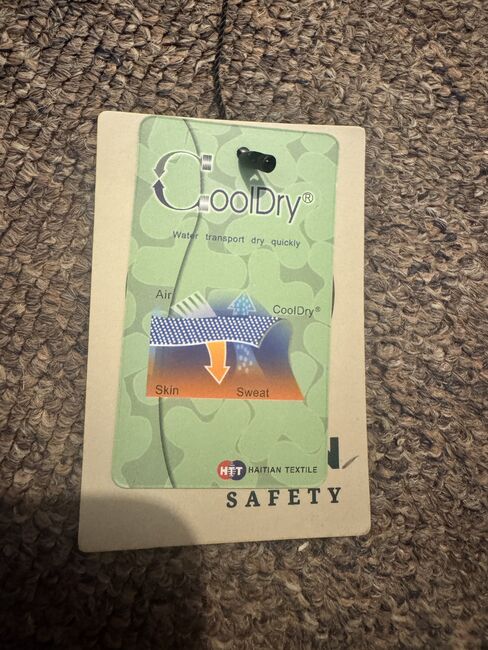 CoolDry®
Water transport dry quickly
Air
CoolDry®
Skin
Sweat
HTT HAITIAN TEXTILE
SAFETY